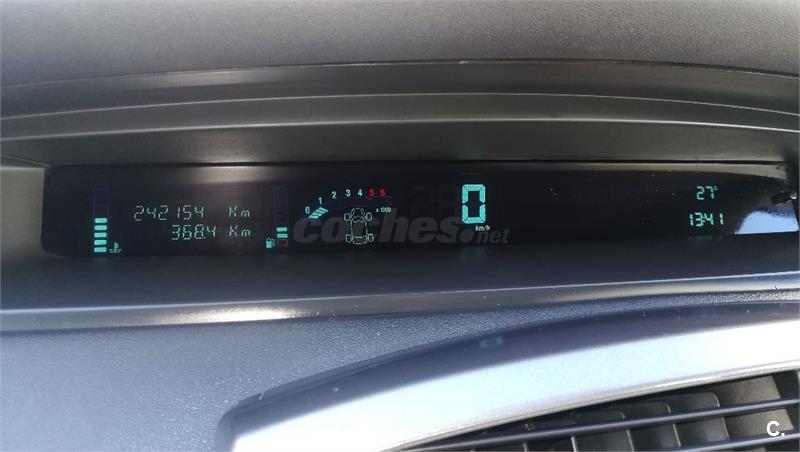 242154 Km
368.4 Km
0 1 2 3 4 5 6
x 1000
0
km/h
27°
13:41
coches.net
C.